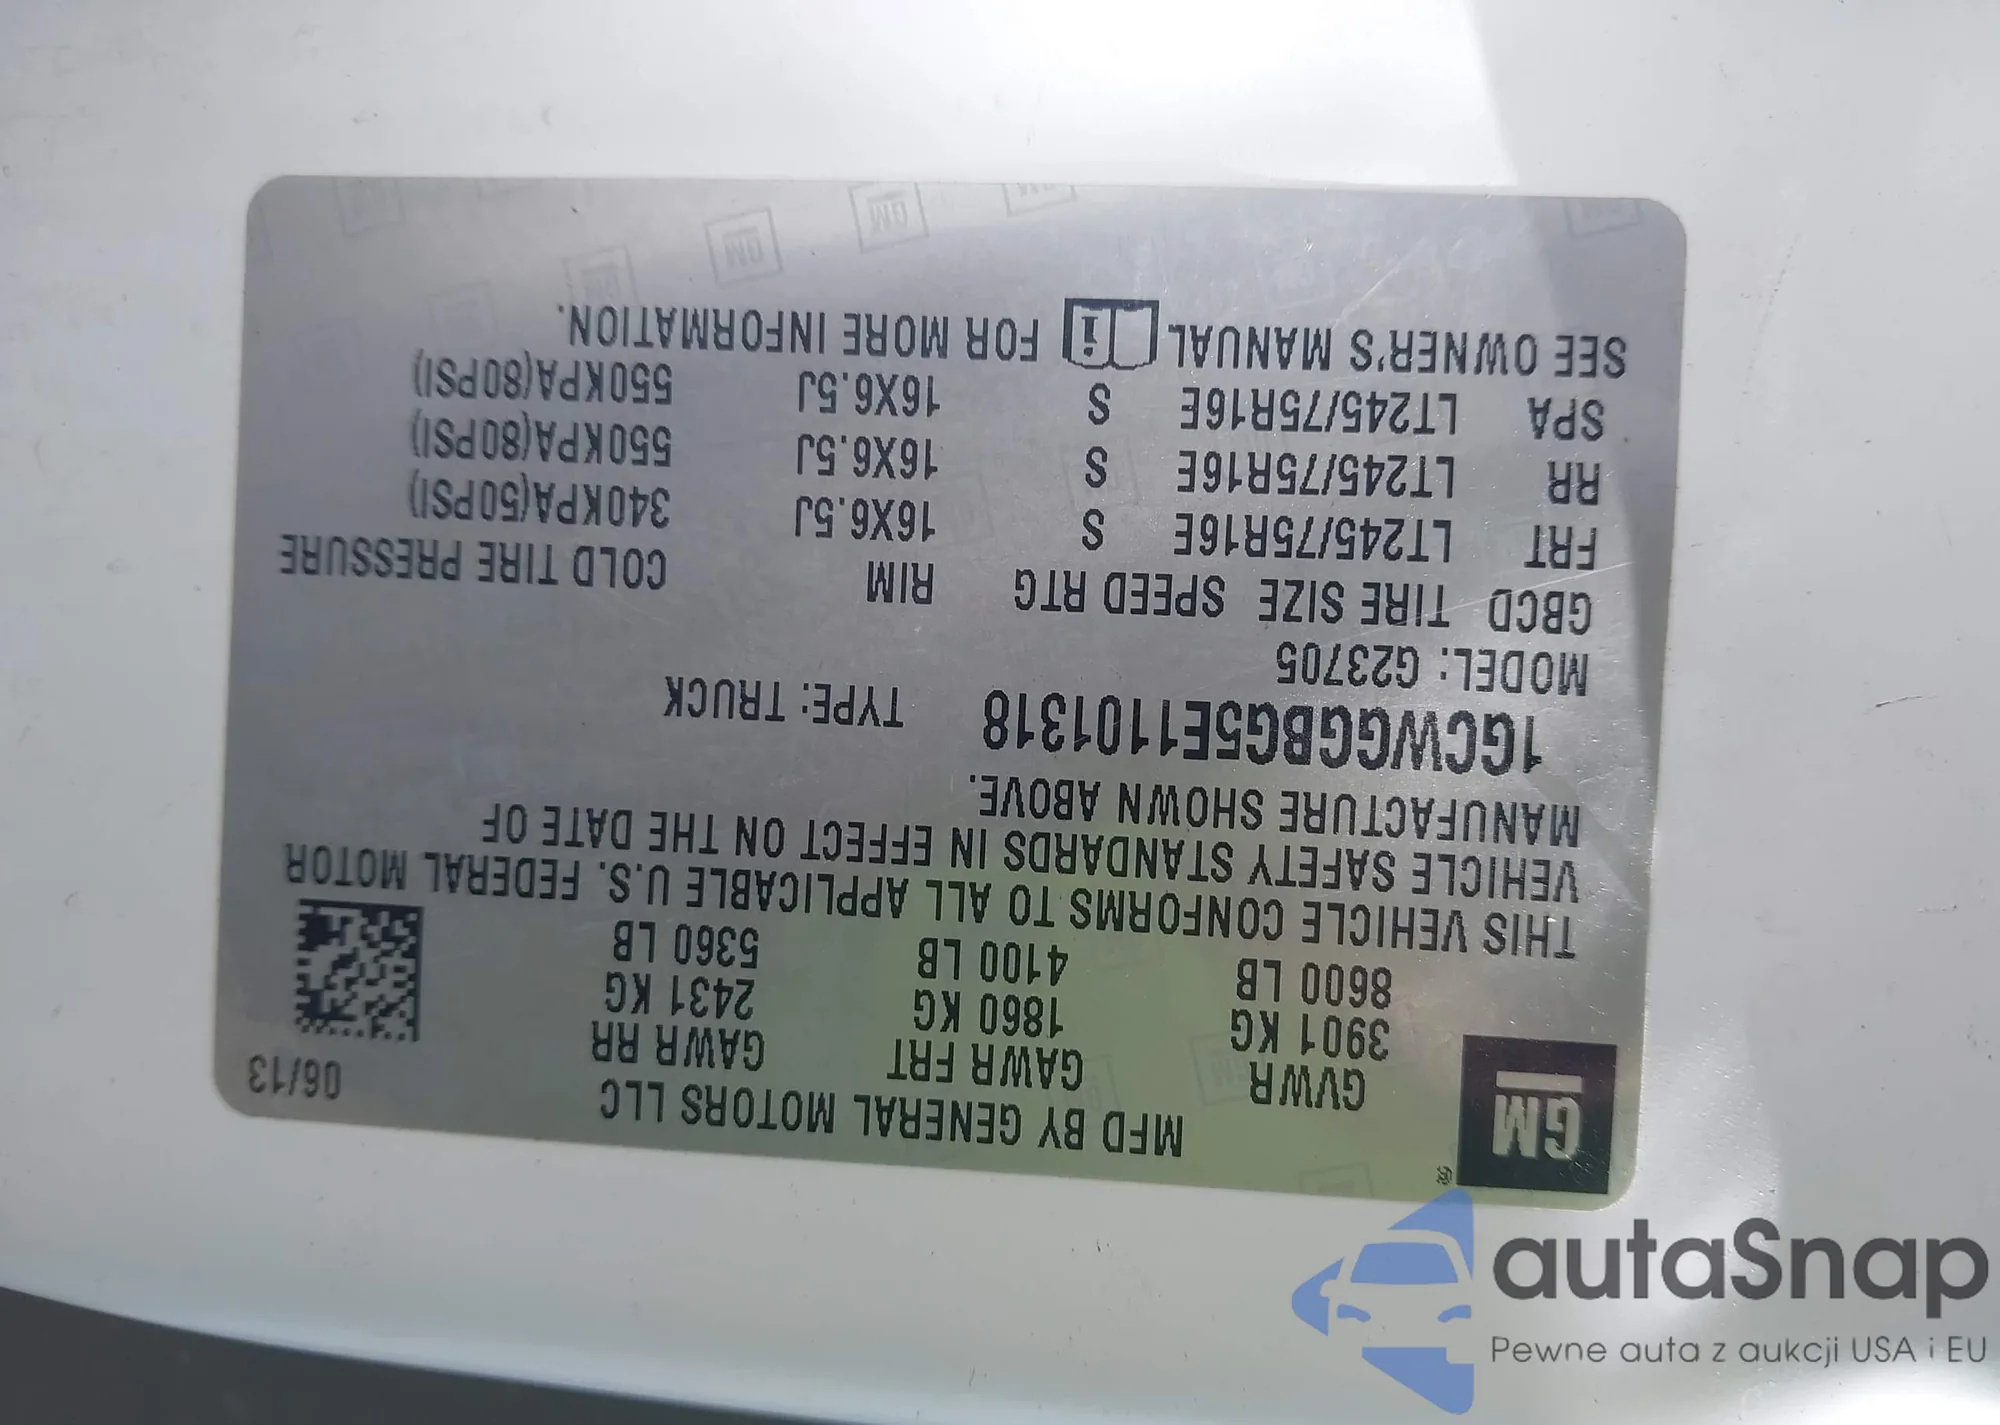 MFD BY GENERAL MOTORS LLC 06/13
GM
GVWR GAWR FRT GAWR RR
3901 KG 1860 KG 2431 KG
8600 LB 4100 LB 5360 LB
THIS VEHICLE CONFORMS TO ALL APPLICABLE U.S. FEDERAL MOTOR
VEHICLE SAFETY STANDARDS IN EFFECT ON THE DATE OF
MANUFACTURE SHOWN ABOVE.
1GCWGGBG5E1101318 TYPE: TRUCK
MODEL: G23705
GBCD TIRE SIZE SPEED RTG RIM COLD TIRE PRESSURE
FRT LT245/75R16E S 16X6.5J 340KPA(50PSI)
RR LT245/75R16E S 16X6.5J 550KPA(80PSI)
SPA LT245/75R16E S 16X6.5J 550KPA(80PSI)
SEE OWNER'S MANUAL i FOR MORE INFORMATION.
autaSnap
Pewne auta z aukcji USA i EU